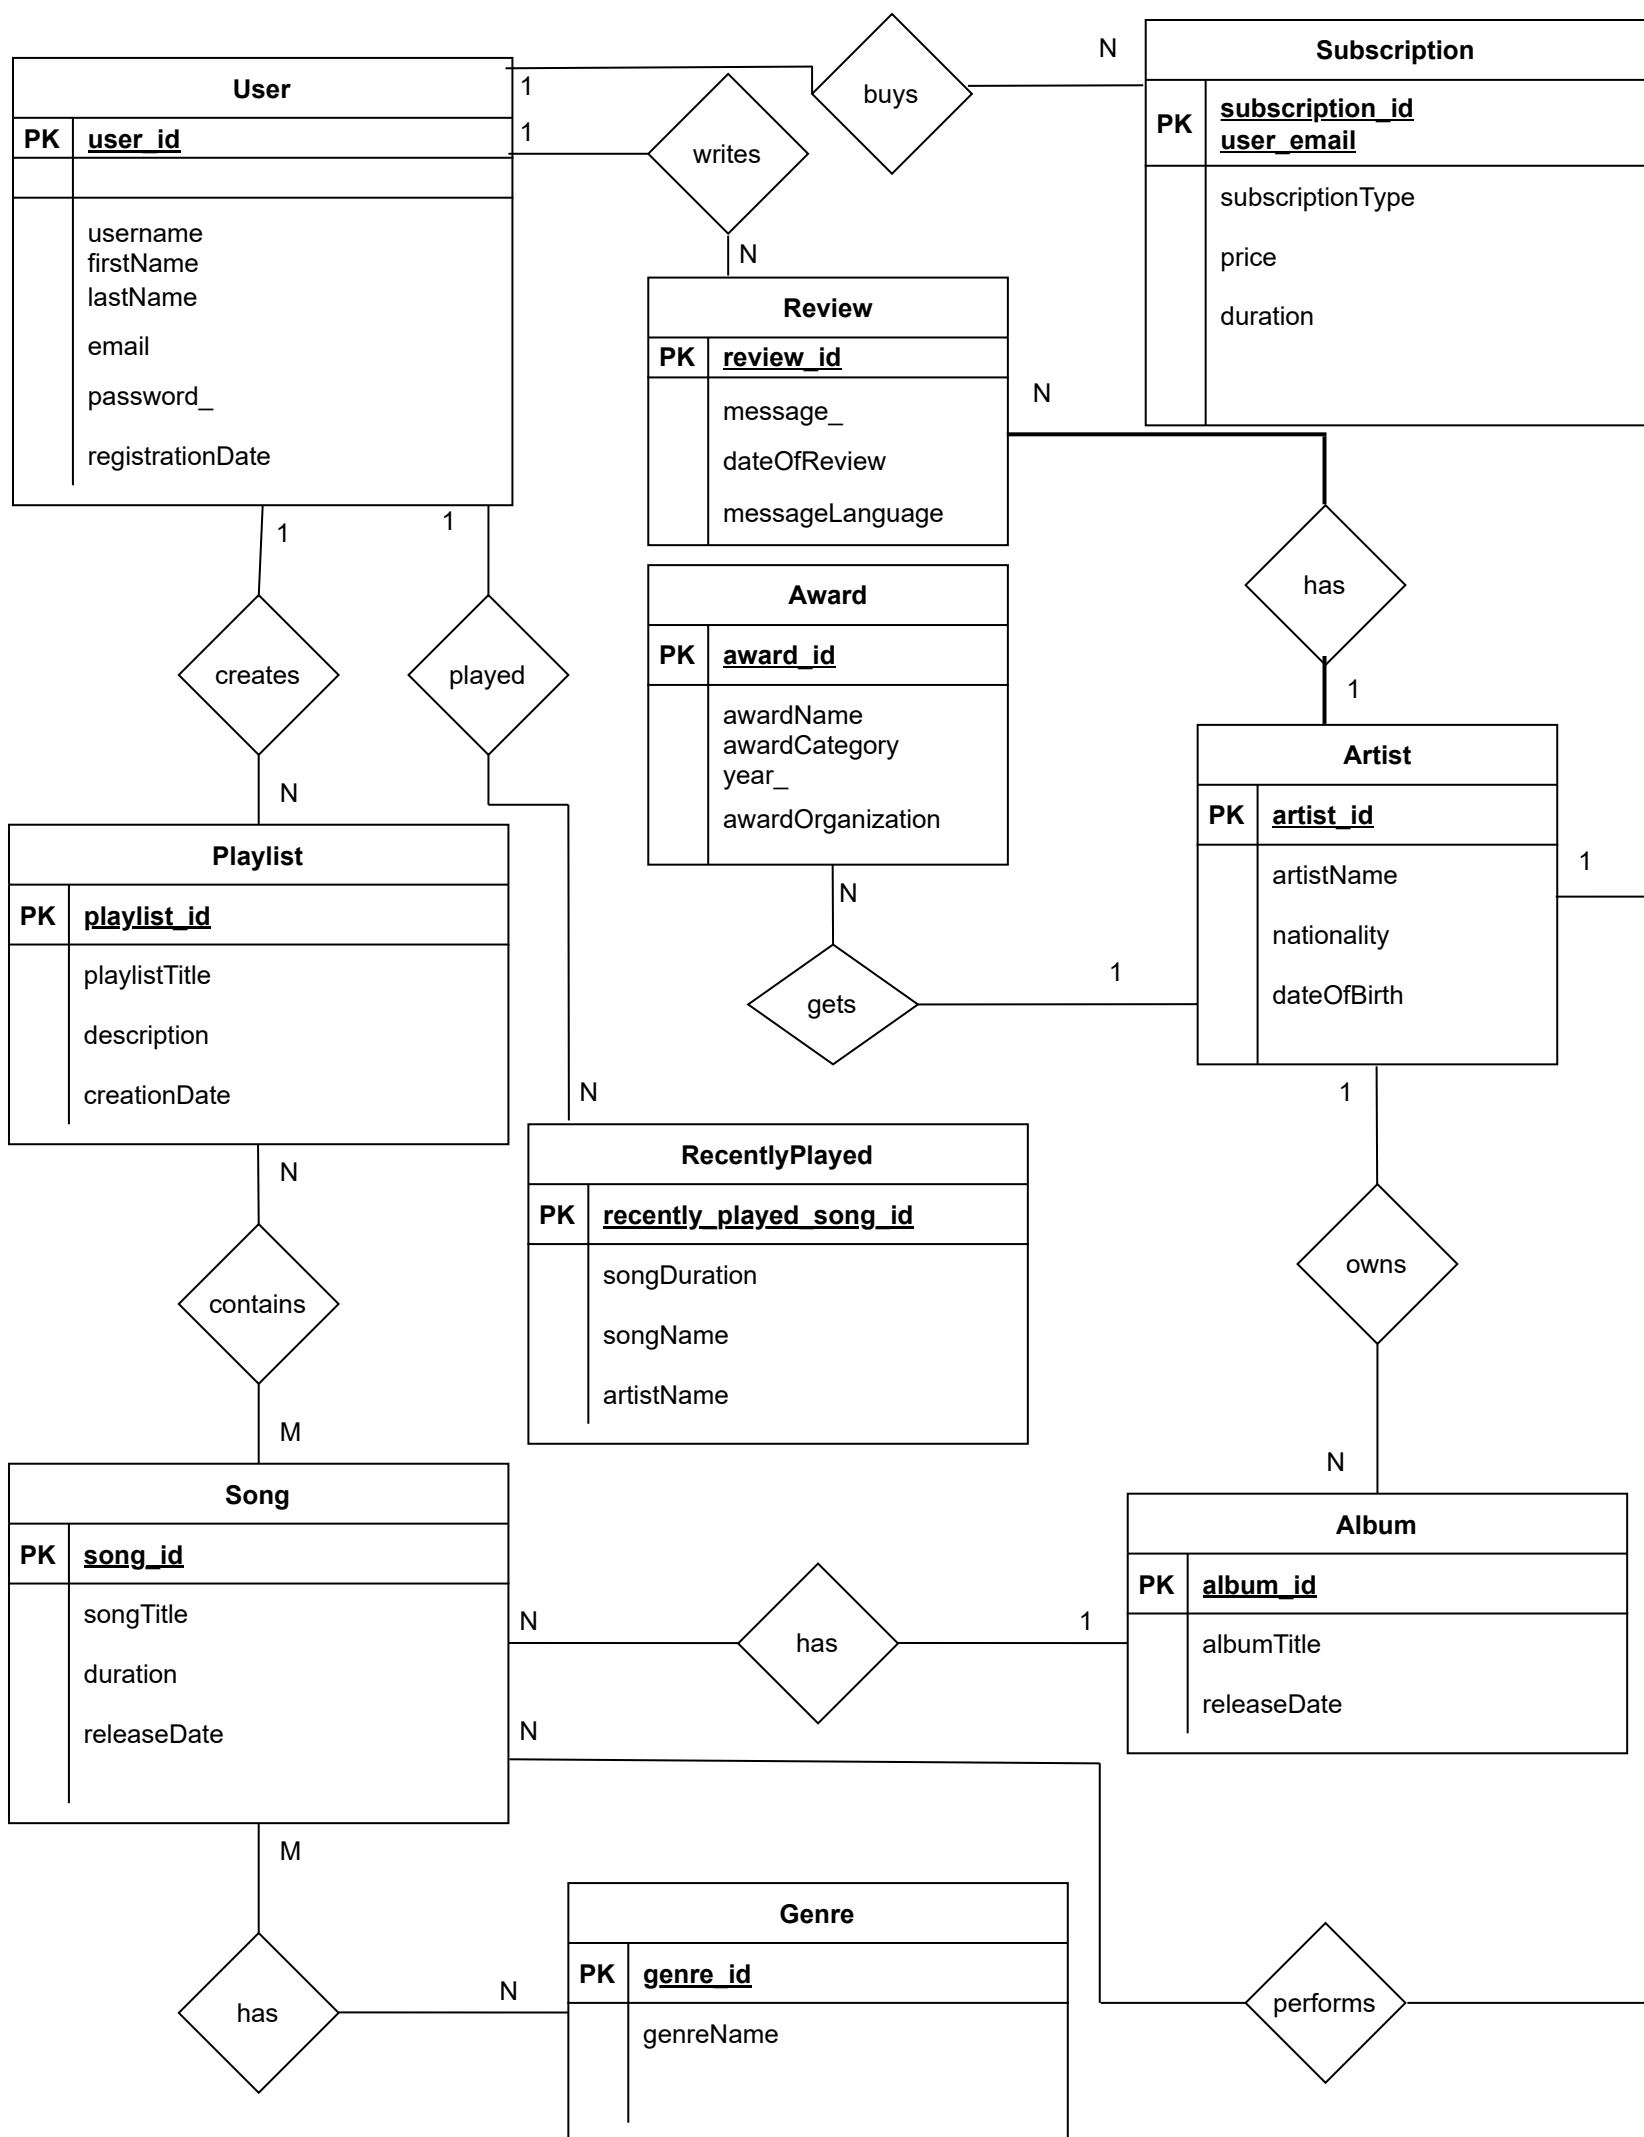 N
Subscription
buys
PK
subscription_id
user_email
subscriptionType
price
duration
User
1
PK
user_id
1
writes
username
firstName
lastName
email
password_
registrationDate
N
Review
PK
review_id
message_
dateOfReview
messageLanguage
N
has
1
1
1
creates
played
Award
PK
award_id
awardName
awardCategory
year_
awardOrganization
Artist
PK
artist_id
artistName
nationality
dateOfBirth
1
N
Playlist
PK
playlist_id
playlistTitle
description
creationDate
N
gets
1
1
N
RecentlyPlayed
PK
recently_played_song_id
songDuration
songName
artistName
owns
N
contains
M
N
Song
PK
song_id
songTitle
duration
releaseDate
N
has
1
Album
PK
album_id
albumTitle
releaseDate
N
M
has
N
Genre
PK
genre_id
genreName
performs